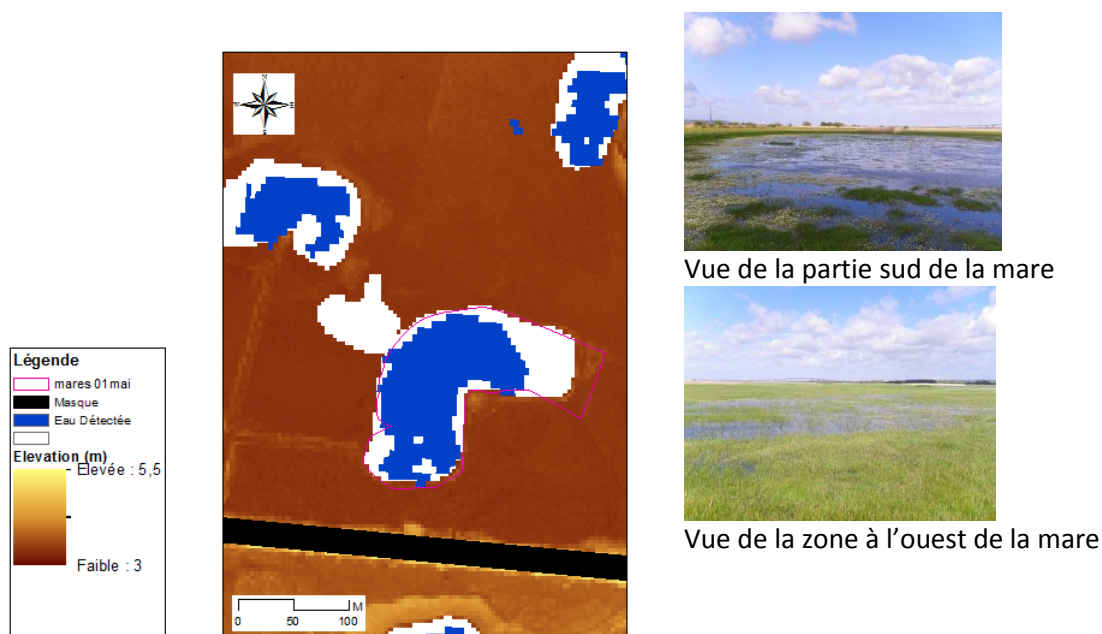 Vue de la partie sud de la mare
Légende
mares 01mai
Masque
Eau Détectée
Elevation (m)
Elevée : 5,5
Faible : 3
M
0 50 100
Vue de la zone à l’ouest de la mare